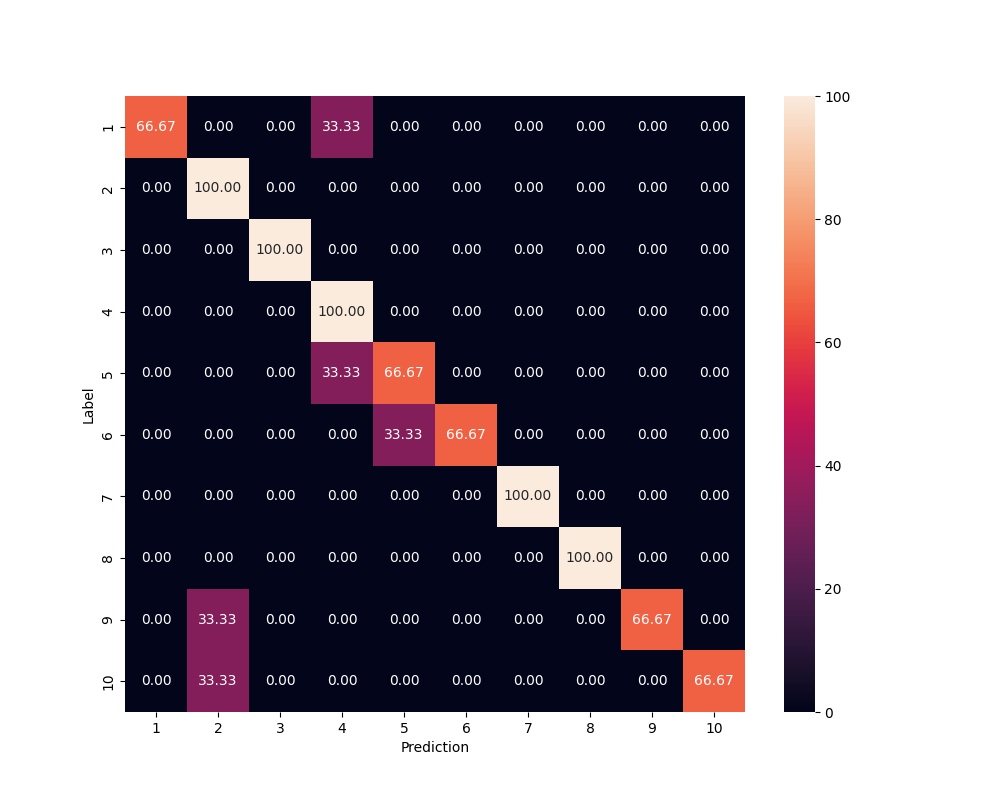 1 66.67 0.00 0.00 33.33 0.00 0.00 0.00 0.00 0.00 0.00
2 0.00 100.00 0.00 0.00 0.00 0.00 0.00 0.00 0.00 0.00
3 0.00 0.00 100.00 0.00 0.00 0.00 0.00 0.00 0.00 0.00
4 0.00 0.00 0.00 100.00 0.00 0.00 0.00 0.00 0.00 0.00
5 0.00 0.00 0.00 33.33 66.67 0.00 0.00 0.00 0.00 0.00
6 0.00 0.00 0.00 0.00 33.33 66.67 0.00 0.00 0.00 0.00
7 0.00 0.00 0.00 0.00 0.00 0.00 100.00 0.00 0.00 0.00
8 0.00 0.00 0.00 0.00 0.00 0.00 0.00 100.00 0.00 0.00
9 0.00 33.33 0.00 0.00 0.00 0.00 0.00 0.00 66.67 0.00
10 0.00 33.33 0.00 0.00 0.00 0.00 0.00 0.00 0.00 66.67
1 2 3 4 5 6 7 8 9 10
Prediction
Label
100
80
60
40
20
0